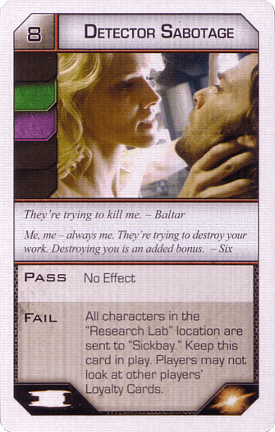 8 DETECTOR SABOTAGE
They're trying to kill me. – Baltar
Me, me – always me. They're trying to destroy your
work. Destroying you is an added bonus. – Six
PASS No Effect
FAIL All characters in the
"Research Lab" location are
sent to "Sickbay." Keep this
card in play. Players may not
look at other players'
Loyalty Cards.